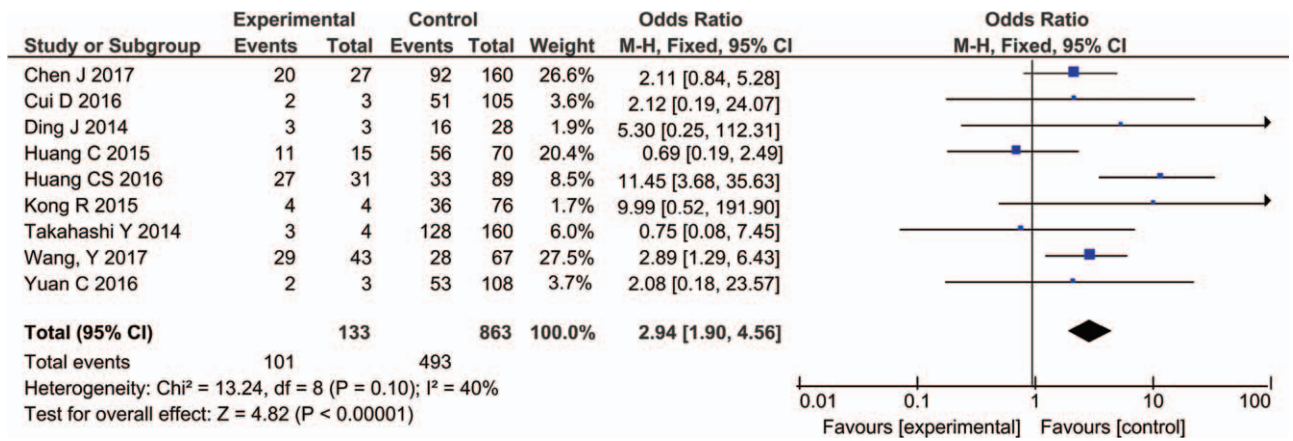 Experimental Control Odds Ratio Odds Ratio
Study or Subgroup Events Total Events Total Weight M-H, Fixed, 95% CI M-H, Fixed, 95% CI
Chen J 2017 20 27 92 160 26.6% 2.11 [0.84, 5.28]
Cui D 2016 2 3 51 105 3.6% 2.12 [0.19, 24.07]
Ding J 2014 3 3 16 28 1.9% 5.30 [0.25, 112.31]
Huang C 2015 11 15 56 70 20.4% 0.69 [0.19, 2.49]
Huang CS 2016 27 31 33 89 8.5% 11.45 [3.68, 35.63]
Kong R 2015 4 4 36 76 1.7% 9.99 [0.52, 191.90]
Takahashi Y 2014 3 4 128 160 6.0% 0.75 [0.08, 7.45]
Wang, Y 2017 29 43 28 67 27.5% 2.89 [1.29, 6.43]
Yuan C 2016 2 3 53 108 3.7% 2.08 [0.18, 23.57]
Total (95% CI) 133 863 100.0% 2.94 [1.90, 4.56]
Total events 101 493
Heterogeneity: Chi² = 13.24, df = 8 (P = 0.10); I² = 40%
Test for overall effect: Z = 4.82 (P < 0.00001)
0.01 0.1 1 10 100
Favours [experimental] Favours [control]